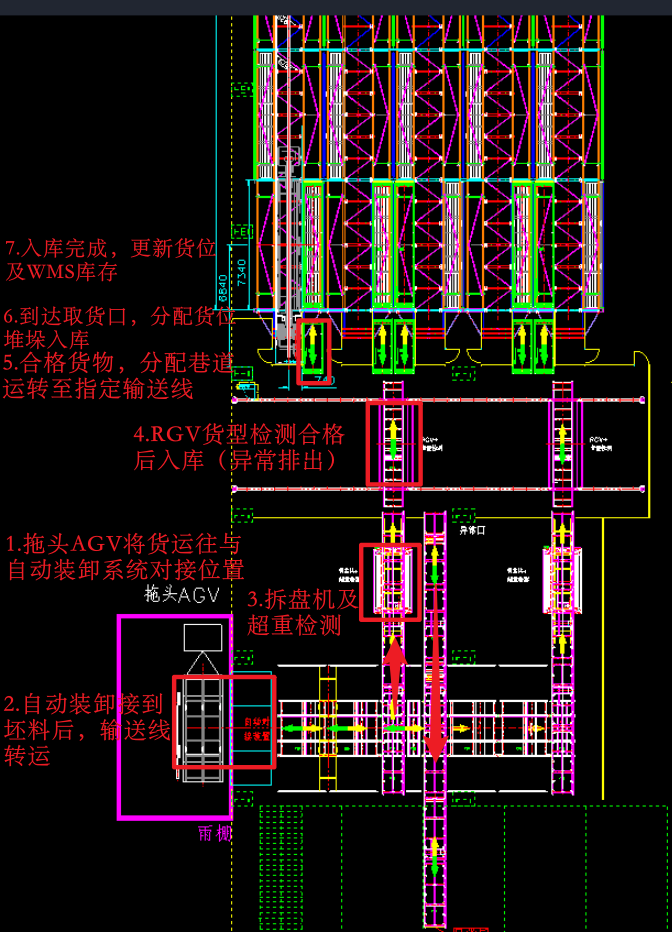 7.入库完成，更新货位
及WMS库存
6840
7340
6.到达取货口，分配货位
堆垛入库
5.合格货物，分配巷道
运转至指定输送线
740
4.RGV货型检测合格
后入库（异常排出）
RGV+
RGV+
异常口
1.拖头AGV将货运往与
自动装卸系统对接位置
拖头AGV
3.拆盘机及
超重检测
2.自动装卸接到
坯料后，输送线
转运
自动对
雨棚